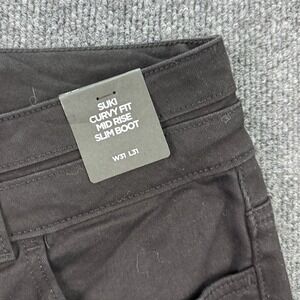 SUKI
CURVY FIT
MID RISE
SLIM BOOT
W31 L31